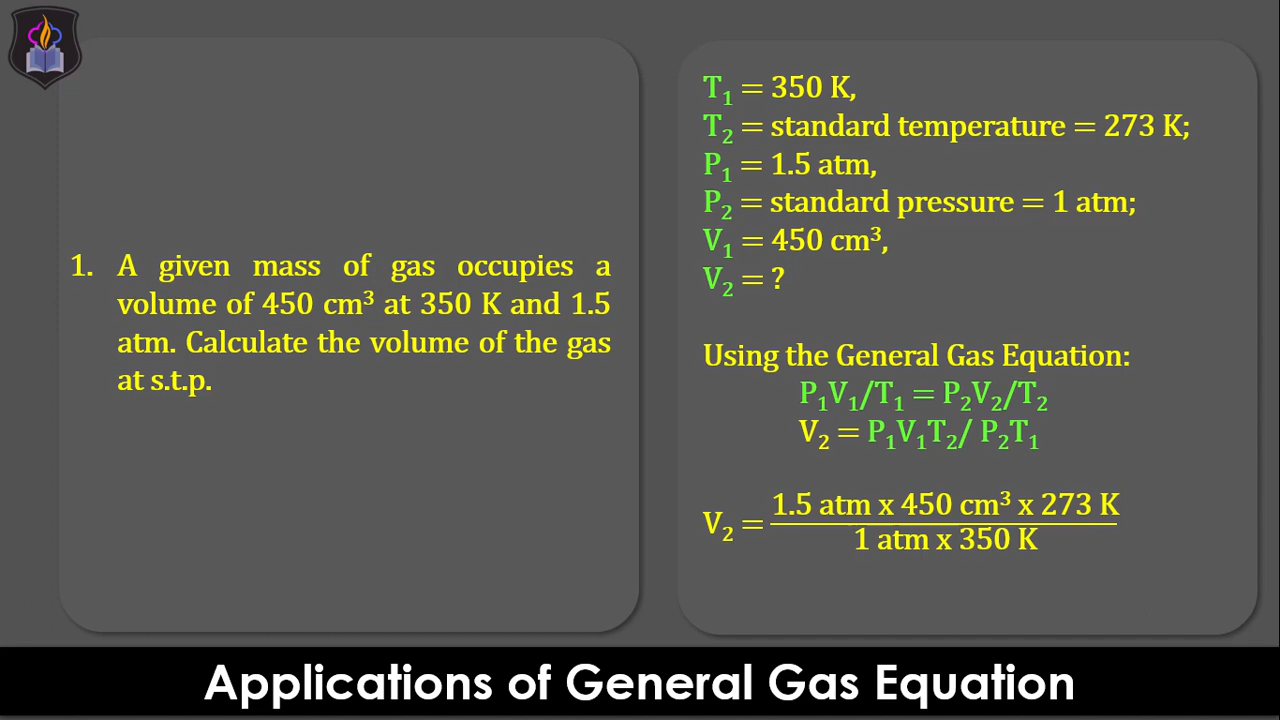 1. A given mass of gas occupies a
volume of 450 cm³ at 350 K and 1.5
atm. Calculate the volume of the gas
at s.t.p.
T₁ = 350 K,
T₂ = standard temperature = 273 K;
P₁ = 1.5 atm,
P₂ = standard pressure = 1 atm;
V₁ = 450 cm³,
V₂ = ?
Using the General Gas Equation:
P₁V₁/T₁ = P₂V₂/T₂
V₂ = P₁V₁T₂/ P₂T₁
V₂ = 1.5 atm x 450 cm³ x 273 K
1 atm x 350 K
Applications of General Gas Equation